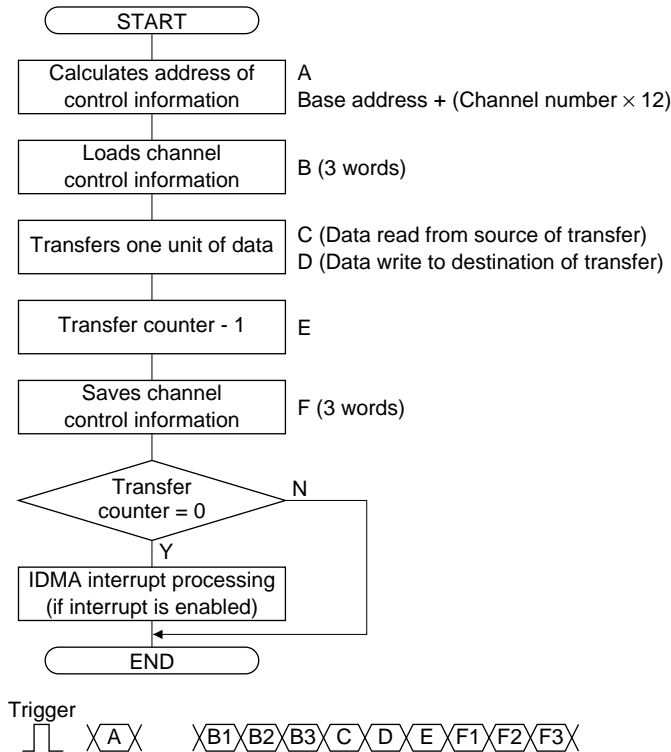 START
Calculates address of
control information
A
Base address + (Channel number × 12)
Loads channel
control information
B (3 words)
Transfers one unit of data
C (Data read from source of transfer)
D (Data write to destination of transfer)
Transfer counter - 1
E
Saves channel
control information
F (3 words)
Transfer
counter = 0
N
Y
IDMA interrupt processing
(if interrupt is enabled)
END
Trigger
A B1 B2 B3 C D E F1 F2 F3